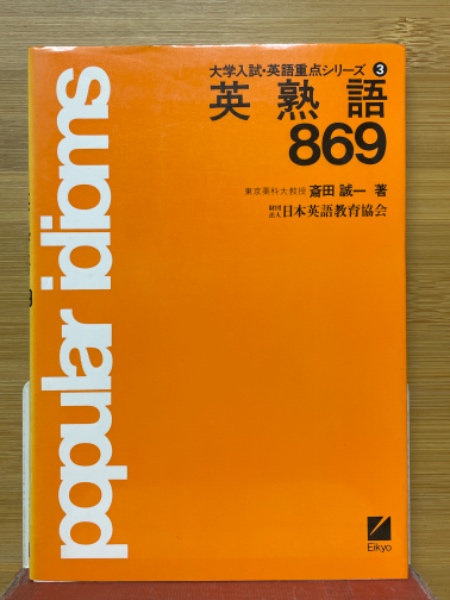 大学入試・英語重点シリーズ 3
英熟語
869
東京薬科大教授 斎田 誠一 著
財団法人 日本英語教育協会
popular idioms
Eikyo